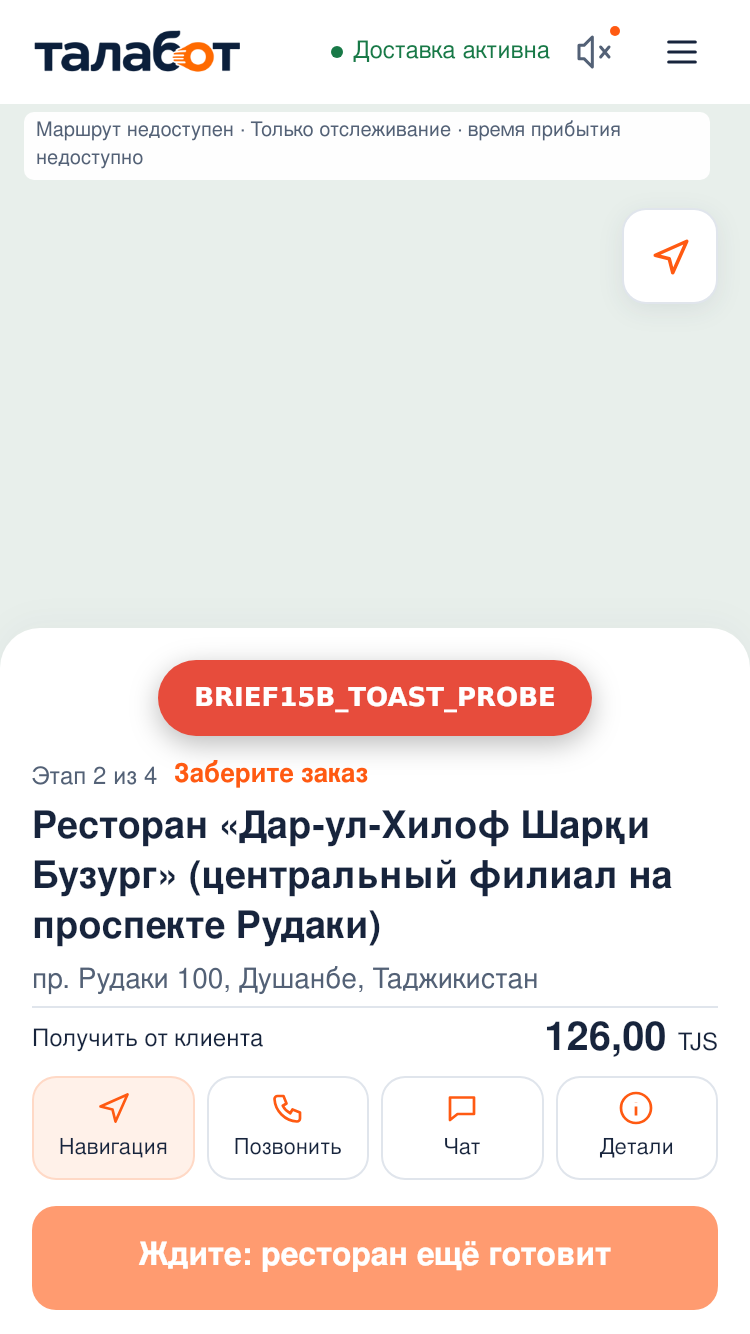 талабот
Доставка активна
Маршрут недоступен · Только отслеживание · время прибытия
недоступно
BRIEF15B_TOAST_PROBE
Этап 2 из 4 Заберите заказ
Ресторан «Дар-ул-Хилоф Шарқи
Бузург» (центральный филиал на
проспекте Рудаки)
пр. Рудаки 100, Душанбе, Таджикистан
Получить от клиента 126,00 TJS
Навигация Позвонить Чат Детали
Ждите: ресторан ещё готовит